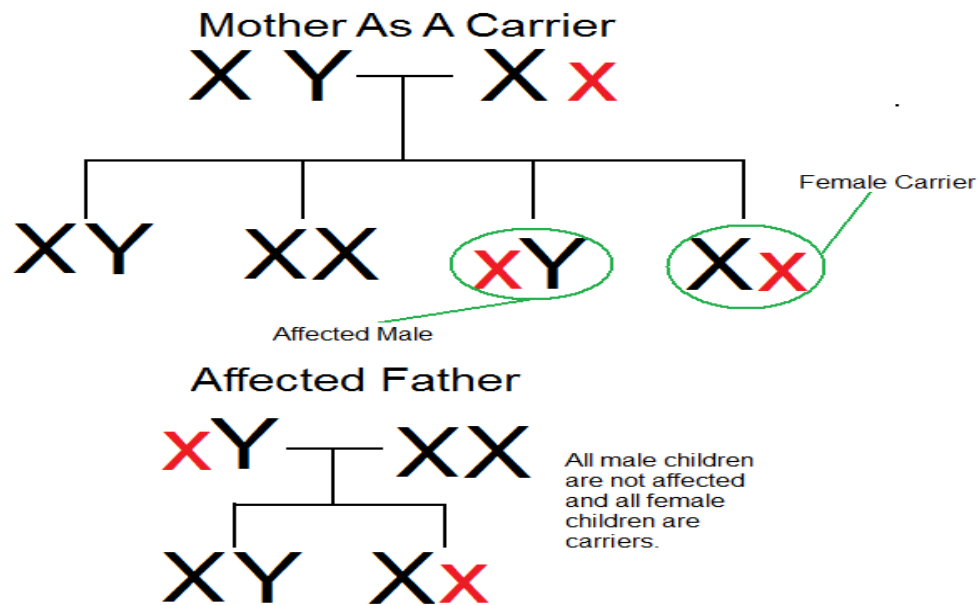 Mother As A Carrier
X Y X x
Female Carrier
XY XX xY Xx
Affected Male
Affected Father
xY XX
All male children
are not affected
and all female
children are
carriers.
XY Xx